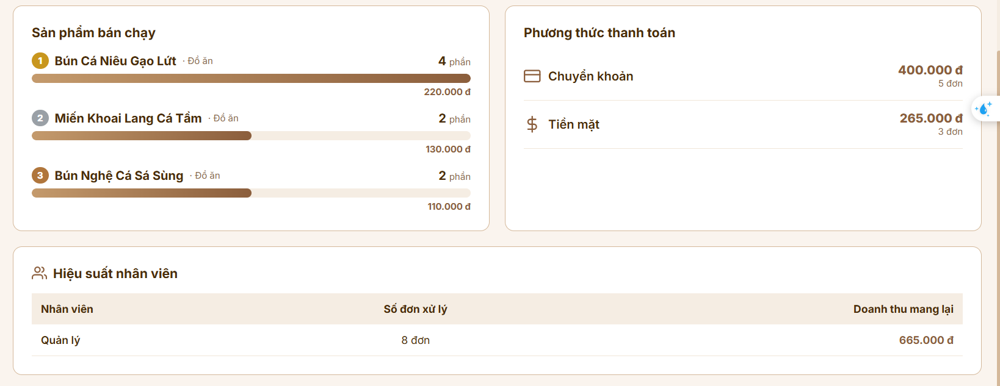 Sản phẩm bán chạy
1 Bún Cá Niêu Gạo Lứt · Đồ ăn 4 phần
220.000 đ
2 Miến Khoai Lang Cá Tầm · Đồ ăn 2 phần
130.000 đ
3 Bún Nghệ Cá Sá Sùng · Đồ ăn 2 phần
110.000 đ
Phương thức thanh toán
Chuyển khoản 400.000 đ
5 đơn
Tiền mặt 265.000 đ
3 đơn
Hiệu suất nhân viên
Nhân viên Số đơn xử lý Doanh thu mang lại
Quản lý 8 đơn 665.000 đ